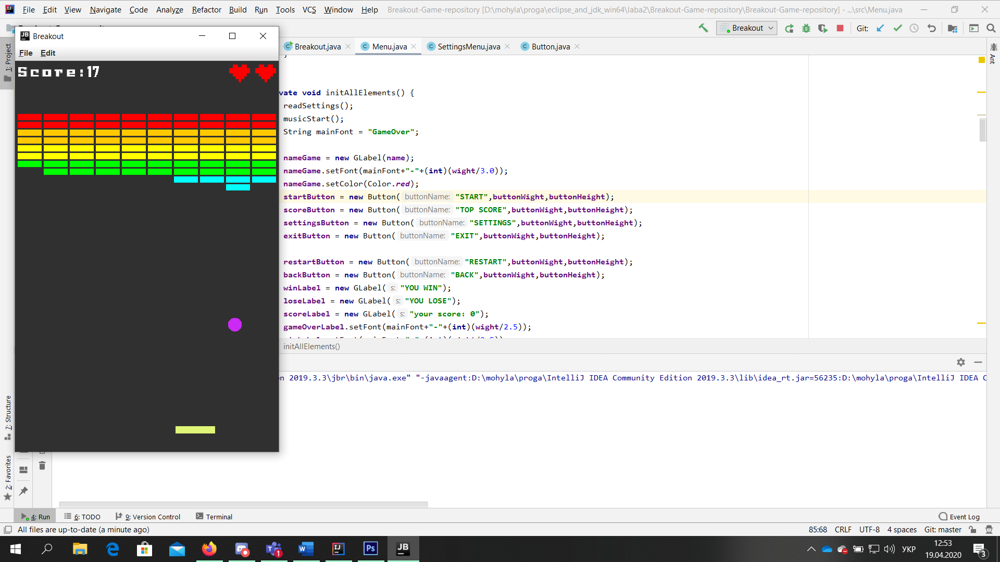 File Edit View Navigate Code Analyze Refactor Build Run Tools VCS Window Help Breakout-Game-repository [D:\mohyla\proga\eclipse_and_jdk_win64\laba2\Breakout-Game-repository\Breakout-Game-repository] - ...\src\Menu.java
Breakout Git:
JB Breakout
File Edit
Score:17
1: Project
Breakout.java Menu.java SettingsMenu.java Button.java
Ant
vate void initAllElements() {
readSettings();
musicStart();
String mainFont = "GameOver";
nameGame = new GLabel(name);
nameGame.setFont(mainFont+"-"+(int)(wight/3.0));
nameGame.setColor(Color.red);
startButton = new Button( buttonName: "START",buttonWight,buttonHeight);
scoreButton = new Button( buttonName: "TOP SCORE",buttonWight,buttonHeight);
settingsButton = new Button( buttonName: "SETTINGS",buttonWight,buttonHeight);
exitButton = new Button( buttonName: "EXIT",buttonWight,buttonHeight);
restartButton = new Button( buttonName: "RESTART",buttonWight,buttonHeight);
backButton = new Button( buttonName: "BACK",buttonWight,buttonHeight);
winLabel = new GLabel( s: "YOU WIN");
loseLabel = new GLabel( s: "YOU LOSE");
scoreLabel = new GLabel( s: "your score: 0");
gameOverLabel.setFont(mainFont+"-"+(int)(wight/2.5));
initAllElements()
on 2019.3.3\jbr\bin\java.exe" "-javaagent:D:\mohyla\proga\IntelliJ IDEA Community Edition 2019.3.3\lib\idea_rt.jar=56235:D:\mohyla\proga\IntelliJ IDEA C
7: Structure
2: Favorites
4: Run 6: TODO 9: Version Control Terminal Event Log
All files are up-to-date (a minute ago) 85:68 CRLF UTF-8 4 spaces Git: master
1 W IJ Ps JB УКР 12:53
19.04.2020 3